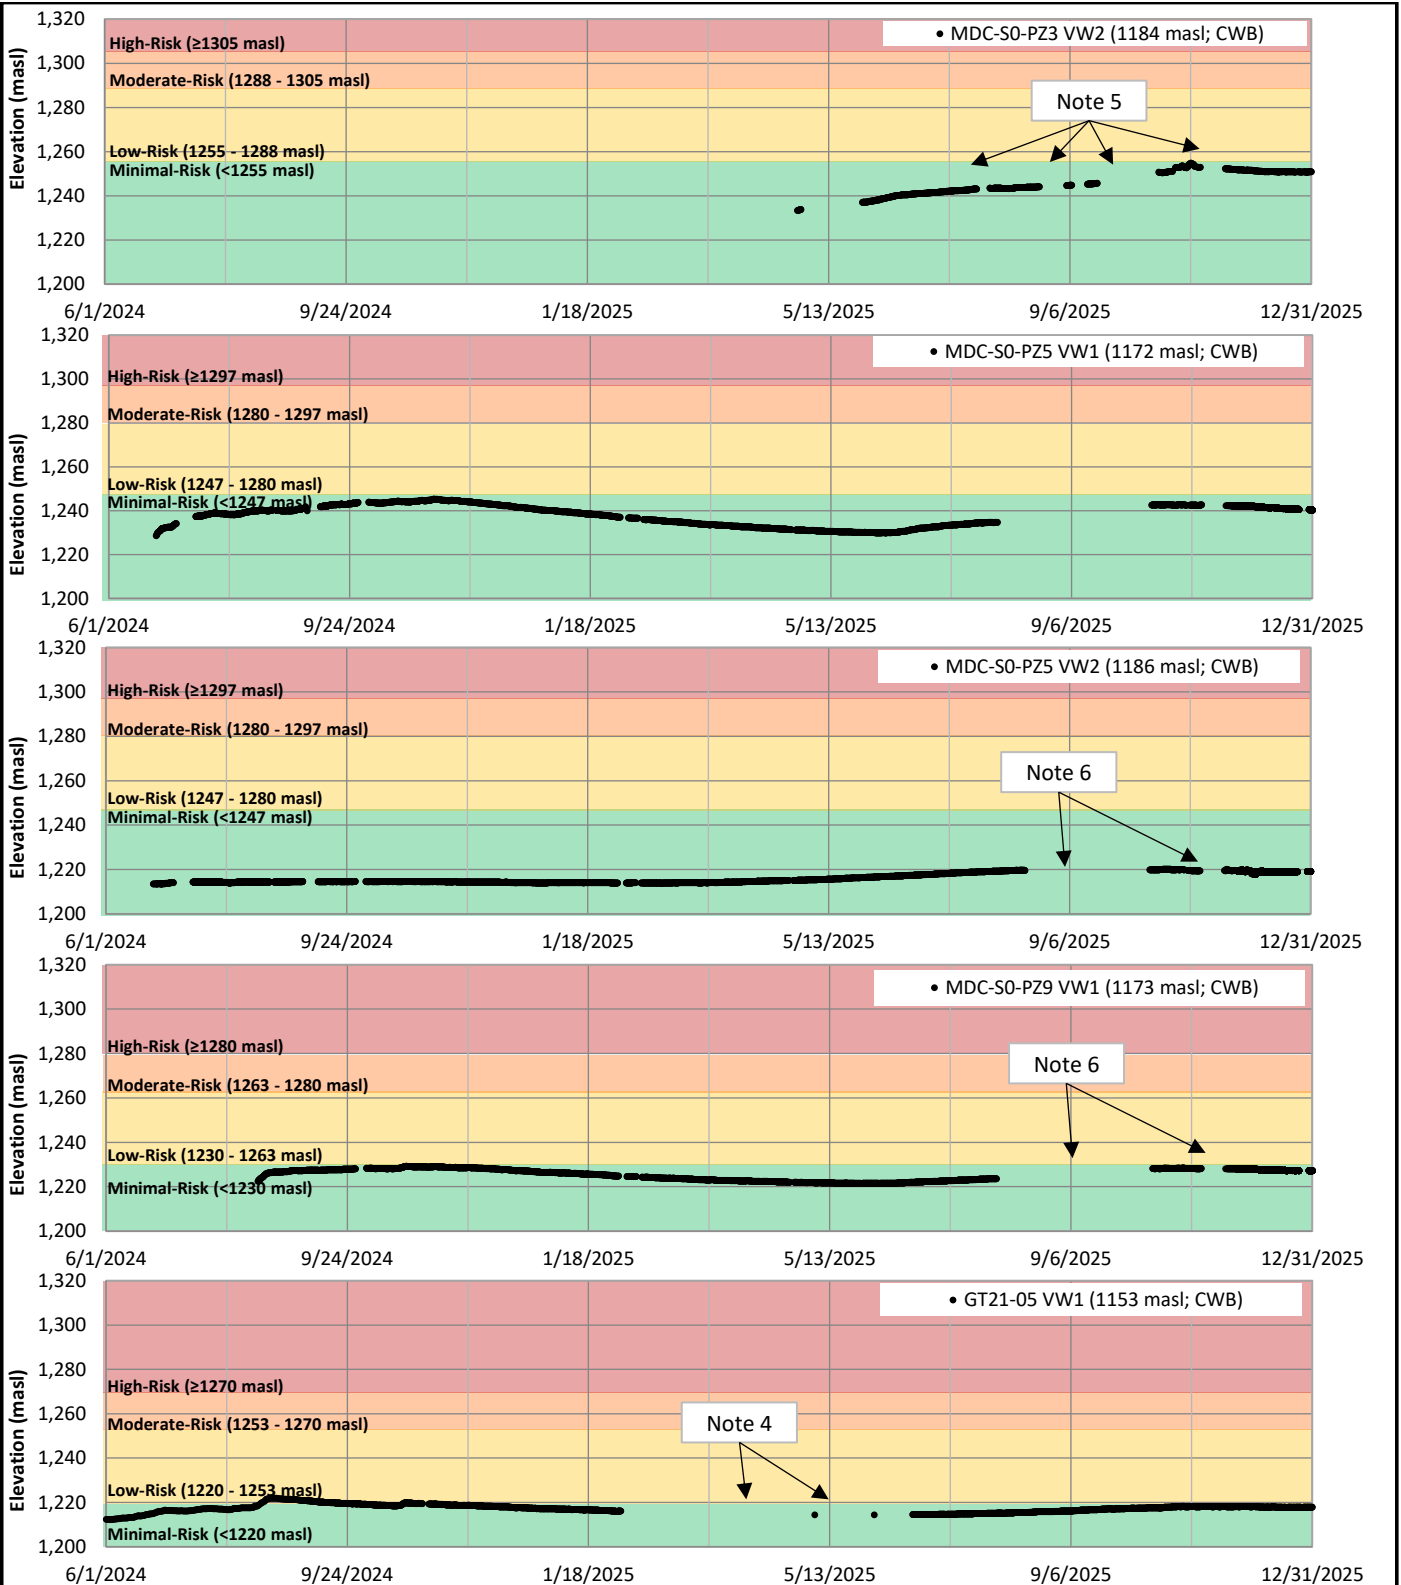 1,320
1,300
1,280
1,260
1,240
1,220
1,200
Elevation (masl)
• MDC-S0-PZ3 VW2 (1184 masl; CWB)
High-Risk (≥1305 masl)
Moderate-Risk (1288 - 1305 masl)
Low-Risk (1255 - 1288 masl)
Minimal-Risk (<1255 masl)
Note 5
6/1/2024 9/24/2024 1/18/2025 5/13/2025 9/6/2025 12/31/2025
1,320
1,300
1,280
1,260
1,240
1,220
1,200
Elevation (masl)
• MDC-S0-PZ5 VW1 (1172 masl; CWB)
High-Risk (≥1297 masl)
Moderate-Risk (1280 - 1297 masl)
Low-Risk (1247 - 1280 masl)
Minimal-Risk (<1247 masl)
6/1/2024 9/24/2024 1/18/2025 5/13/2025 9/6/2025 12/31/2025
1,320
1,300
1,280
1,260
1,240
1,220
1,200
Elevation (masl)
• MDC-S0-PZ5 VW2 (1186 masl; CWB)
High-Risk (≥1297 masl)
Moderate-Risk (1280 - 1297 masl)
Low-Risk (1247 - 1280 masl)
Minimal-Risk (<1247 masl)
Note 6
6/1/2024 9/24/2024 1/18/2025 5/13/2025 9/6/2025 12/31/2025
1,320
1,300
1,280
1,260
1,240
1,220
1,200
Elevation (masl)
• MDC-S0-PZ9 VW1 (1173 masl; CWB)
High-Risk (≥1280 masl)
Moderate-Risk (1263 - 1280 masl)
Low-Risk (1230 - 1263 masl)
Minimal-Risk (<1230 masl)
Note 6
6/1/2024 9/24/2024 1/18/2025 5/13/2025 9/6/2025 12/31/2025
1,320
1,300
1,280
1,260
1,240
1,220
1,200
Elevation (masl)
• GT21-05 VW1 (1153 masl; CWB)
High-Risk (≥1270 masl)
Moderate-Risk (1253 - 1270 masl)
Low-Risk (1220 - 1253 masl)
Minimal-Risk (<1220 masl)
Note 4
6/1/2024 9/24/2024 1/18/2025 5/13/2025 9/6/2025 12/31/2025